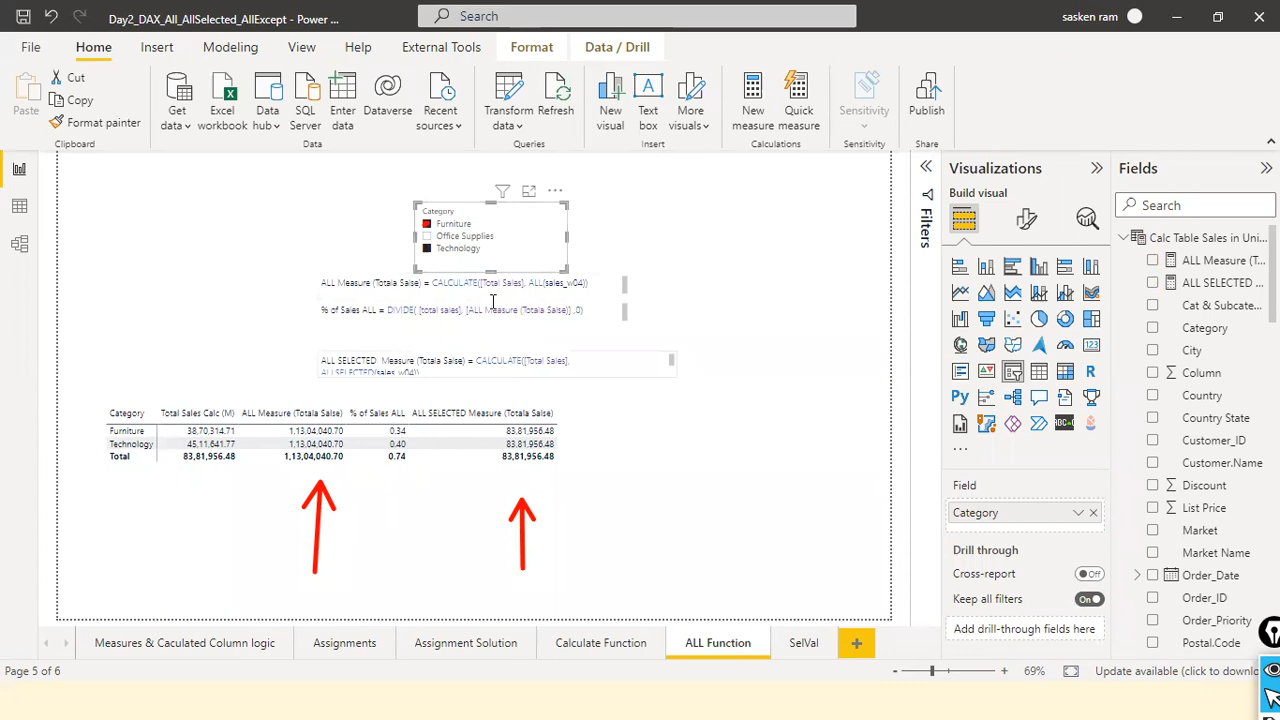 Day2_DAX_All_AllSelected_AllExcept - Power ...
Search
sasken ram
File
Home
Insert
Modeling
View
Help
External Tools
Format
Data / Drill
Paste
Cut
Copy
Format painter
Get data
Excel workbook
Data hub
SQL Server
Enter data
Dataverse
Recent sources
Transform data
Refresh
New visual
Text box
More visuals
New measure
Quick measure
Sensitivity
Publish
Clipboard
Data
Queries
Insert
Calculations
Sensitivity
Share
Category
Furniture
Office Supplies
Technology
ALL Measure (Totala Salse) = CALCULATE([Total Sales], ALL(sales_w04))
% of Sales ALL = DIVIDE( [total sales], [ALL Measure (Totala Salse)] ,0)
ALL SELECTED Measure (Totala Salse) = CALCULATE([Total Sales],
ALLSELECTED(sales_w04))
Category Total Sales Calc (M) ALL Measure (Totala Salse) % of Sales ALL ALL SELECTED Measure (Totala Salse)
Furniture 38,70,314.71 1,13,04,040.70 0.34 83,81,956.48
Technology 45,11,641.77 1,13,04,040.70 0.40 83,81,956.48
Total 83,81,956.48 1,13,04,040.70 0.74 83,81,956.48
Filters
Visualizations
Build visual
123
R
Py
ABC
...
Field
Category
Drill through
Cross-report
Off
Keep all filters
On
Add drill-through fields here
Fields
Search
Calc Table Sales in Uni...
ALL Measure (T...
ALL SELECTED ...
Cat & Subcate...
Category
City
Column
Country
Country State
Customer_ID
Customer.Name
Discount
List Price
Market
Market Name
Order_Date
Order_ID
Order_Priority
Postal.Code
Measures & Caculated Column logic
Assignments
Assignment Solution
Calculate Function
ALL Function
SelVal
Page 5 of 6
- + 69%
Update available (click to downlo